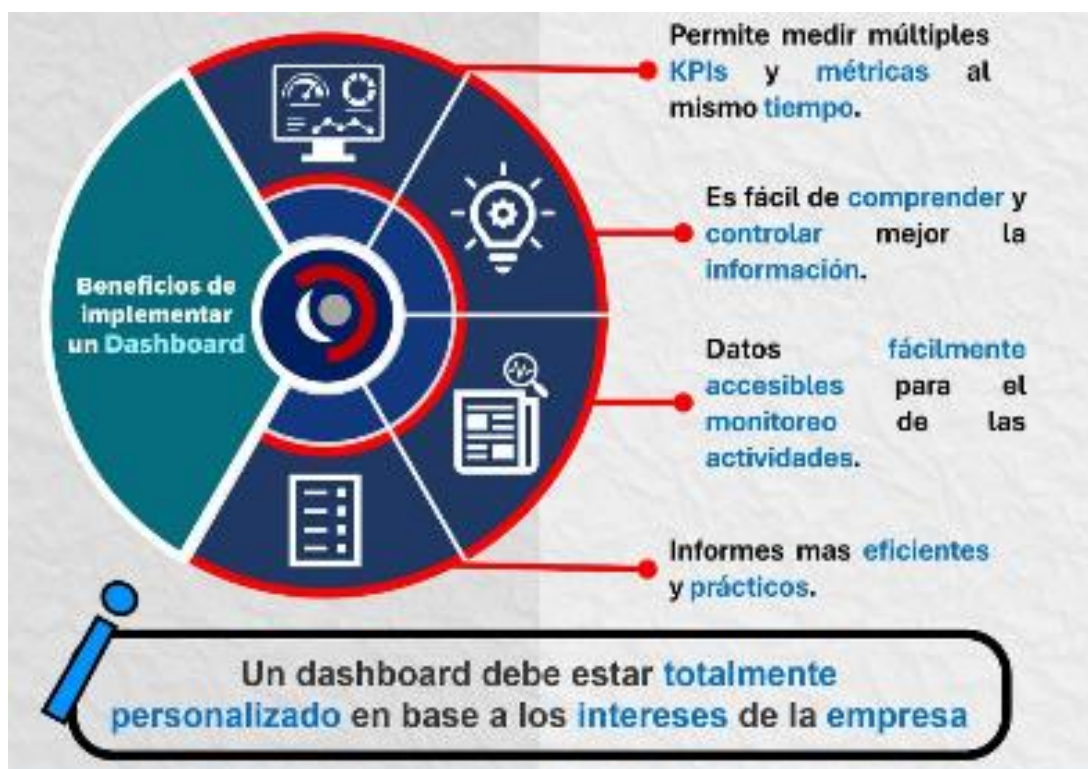 Permite medir múltiples
KPIs y métricas al
mismo tiempo.
Es fácil de comprender y
controlar mejor la
información.
Beneficios de
implementar
un Dashboard
Datos fácilmente
accesibles para el
monitoreo de las
actividades.
Informes mas eficientes
y prácticos.
Un dashboard debe estar totalmente
personalizado en base a los intereses de la empresa